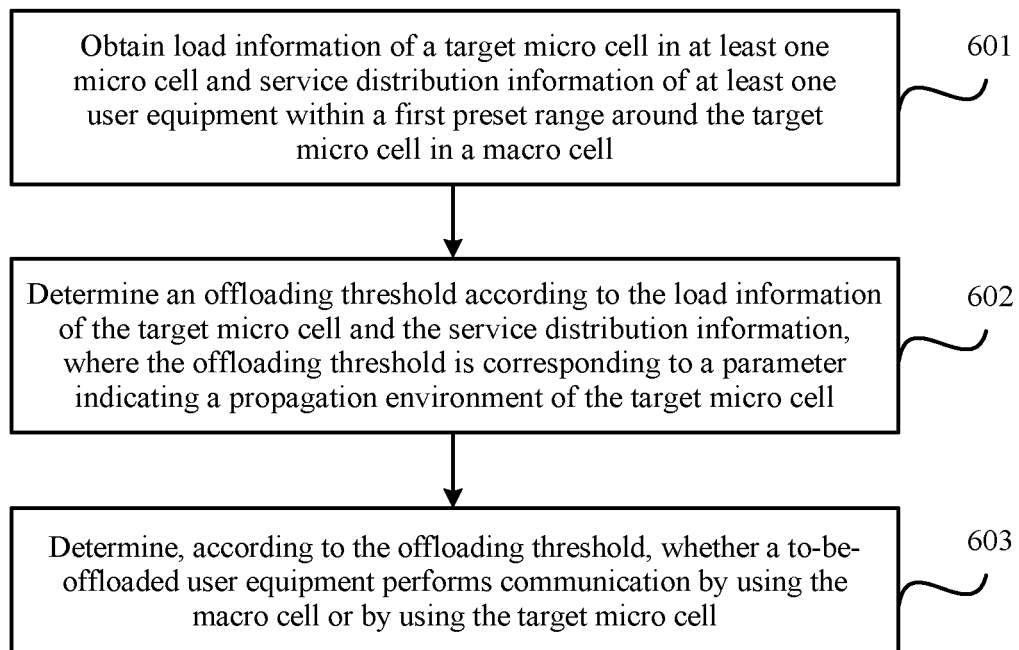 Obtain load information of a target micro cell in at least one
micro cell and service distribution information of at least one
user equipment within a first preset range around the target
micro cell in a macro cell
601
Determine an offloading threshold according to the load information
of the target micro cell and the service distribution information,
where the offloading threshold is corresponding to a parameter
indicating a propagation environment of the target micro cell
602
Determine, according to the offloading threshold, whether a to-be-
offloaded user equipment performs communication by using the
macro cell or by using the target micro cell
603